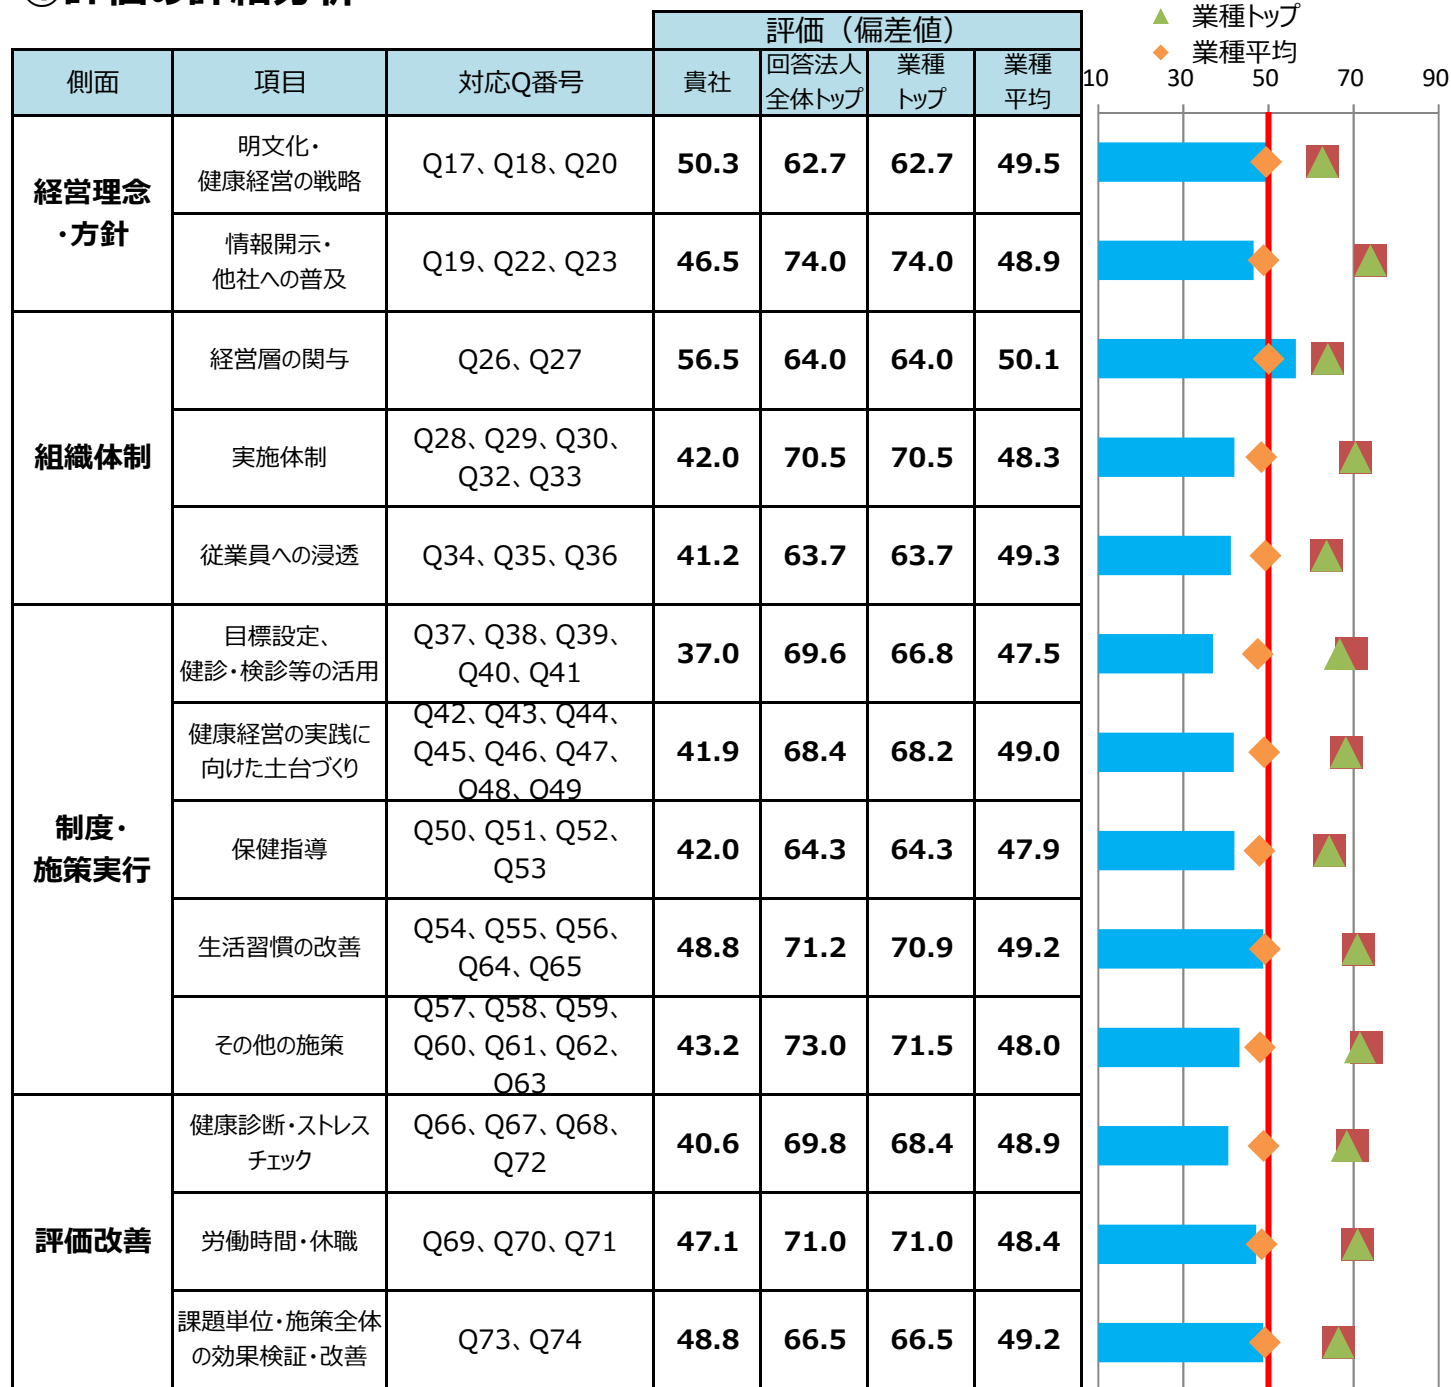 評価（偏差値）
▲ 業種トップ
◆ 業種平均
側面 項目 対応Q番号 貴社 回答法人 全体トップ 業種 トップ 業種 平均
10 30 50 70 90
経営理念
・方針
明文化・
健康経営の戦略
Q17、Q18、Q20 50.3 62.7 62.7 49.5
情報開示・
他社への普及
Q19、Q22、Q23 46.5 74.0 74.0 48.9
組織体制
経営層の関与 Q26、Q27 56.5 64.0 64.0 50.1
実施体制
Q28、Q29、Q30、
Q32、Q33
42.0 70.5 70.5 48.3
従業員への浸透 Q34、Q35、Q36 41.2 63.7 63.7 49.3
制度・
施策実行
目標設定、
健診・検診等の活用
Q37、Q38、Q39、
Q40、Q41
37.0 69.6 66.8 47.5
健康経営の実践に
向けた土台づくり
Q42、Q43、Q44、
Q45、Q46、Q47、
Q48、Q49
41.9 68.4 68.2 49.0
保健指導
Q50、Q51、Q52、
Q53
42.0 64.3 64.3 47.9
生活習慣の改善
Q54、Q55、Q56、
Q64、Q65
48.8 71.2 70.9 49.2
その他の施策
Q57、Q58、Q59、
Q60、Q61、Q62、
Q63
43.2 73.0 71.5 48.0
評価改善
健康診断・ストレス
チェック
Q66、Q67、Q68、
Q72
40.6 69.8 68.4 48.9
労働時間・休職 Q69、Q70、Q71 47.1 71.0 71.0 48.4
課題単位・施策全体
の効果検証・改善
Q73、Q74 48.8 66.5 66.5 49.2